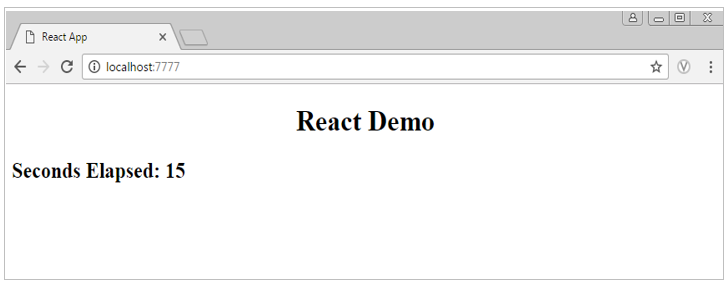 React App
localhost:7777
React Demo
Seconds Elapsed: 15